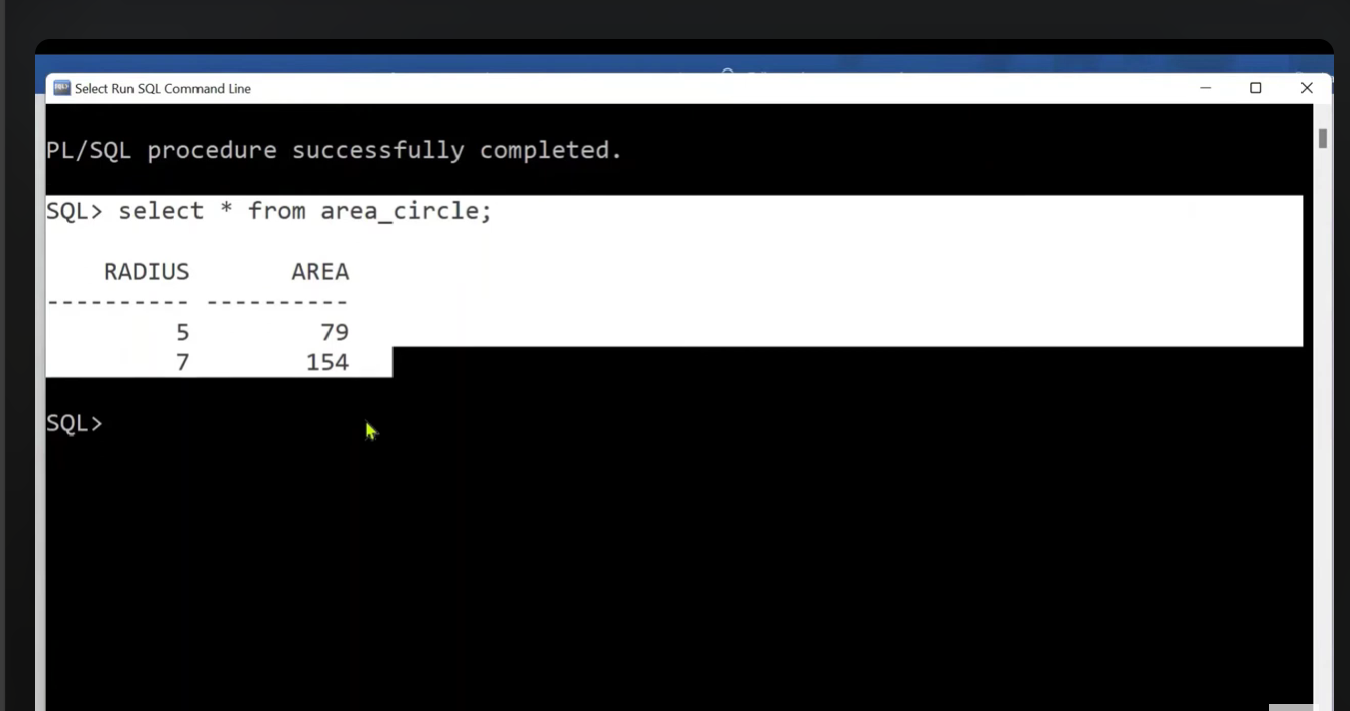 Select Run SQL Command Line
PL/SQL procedure successfully completed.
SQL> select * from area_circle;
RADIUS AREA
---------- ----------
5 79
7 154
SQL>